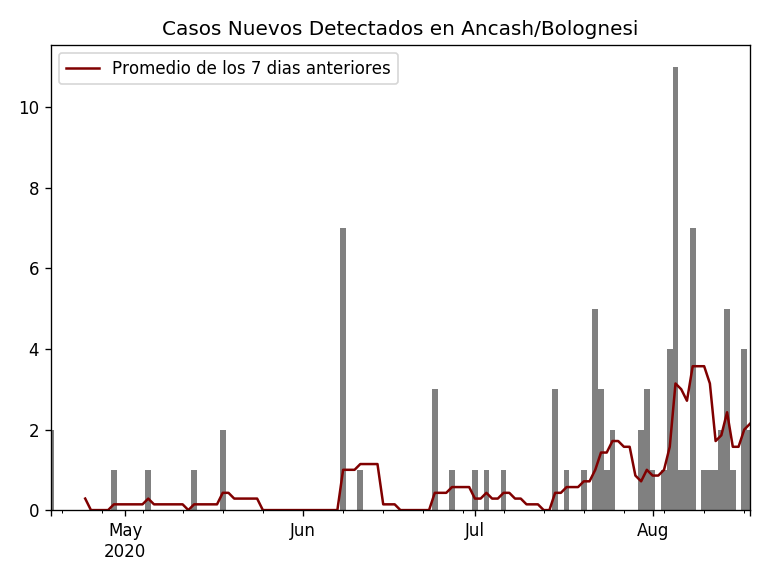 Casos Nuevos Detectados en Ancash/Bolognesi
Promedio de los 7 dias anteriores
10
8
6
4
2
0
May
2020
Jun
Jul
Aug